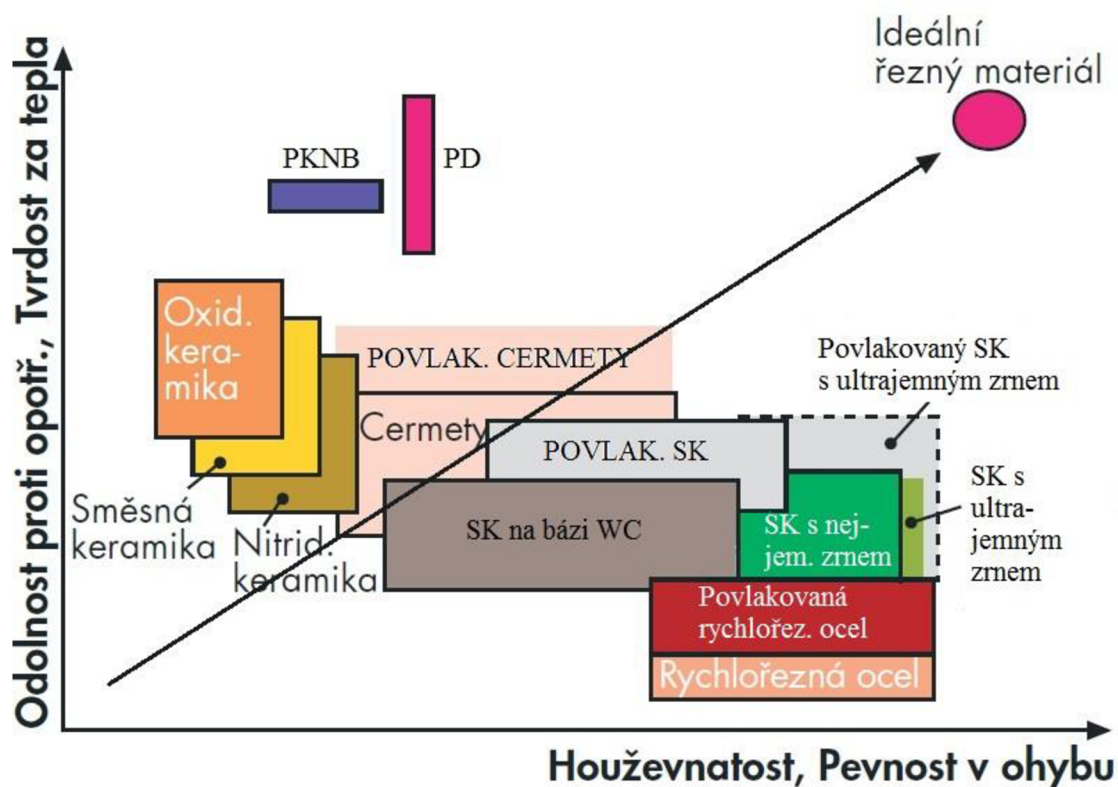 Odolnost proti opotř., Tvrdost za tepla
Ideální
řezný materiál
PKNB
PD
Oxid.
kera-
mika
POVLAK. CERMETY
Povlakovaný SK
s ultrajemným zrnem
Cermety
POVLAK. SK
SK s
ultra-
jemným
zrnem
Směsná
keramika
Nitrid.
keramika
SK na bázi WC
SK s nej-
jem. zrnem
Povlakovaná
rychlořez. ocel
Rychlořezná ocel
Houževnatost, Pevnost v ohybu